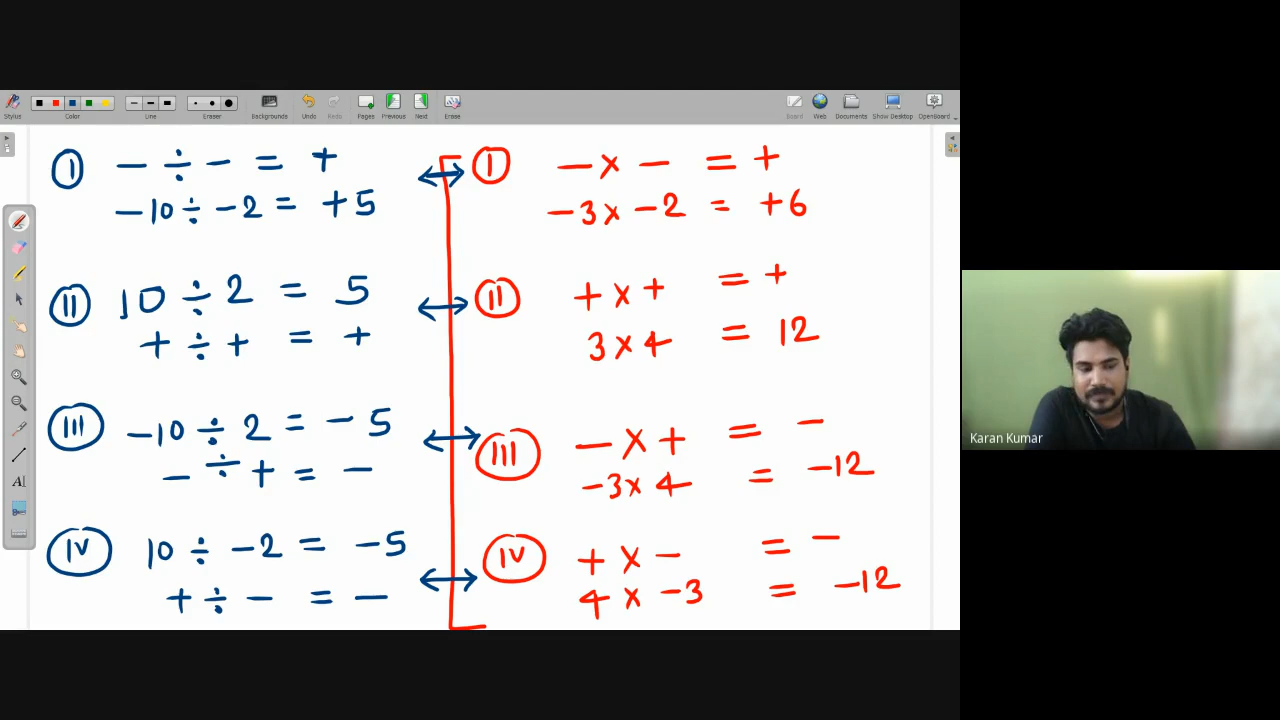 Stylus Color Line Eraser Backgrounds Undo Redo Pages Previous Next Erase Board Web Documents Show Desktop OpenBoard
I − ÷ − = +
−10 ÷ −2 = +5
II 10 ÷ 2 = 5
+ ÷ + = +
III −10 ÷ 2 = −5
− ÷ + = −
IV 10 ÷ −2 = −5
+ ÷ − = −
I − × − = +
−3 × −2 = +6
II + × + = +
3 × 4 = 12
III − × + = −
−3 × 4 = −12
IV + × − = −
4 × −3 = −12
Karan Kumar